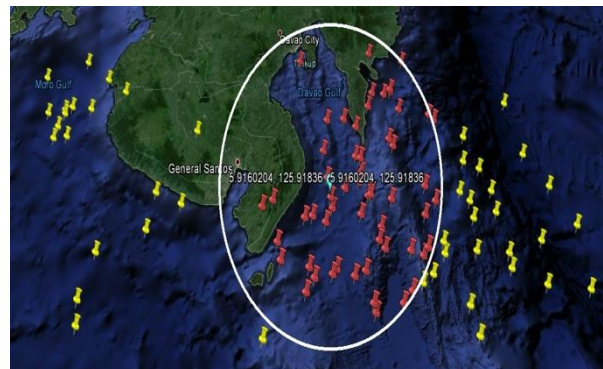 Davao City
Moro Gulf
Davao Gulf
General Santos
5.9160204, 125.91836
5.9160204, 125.91836